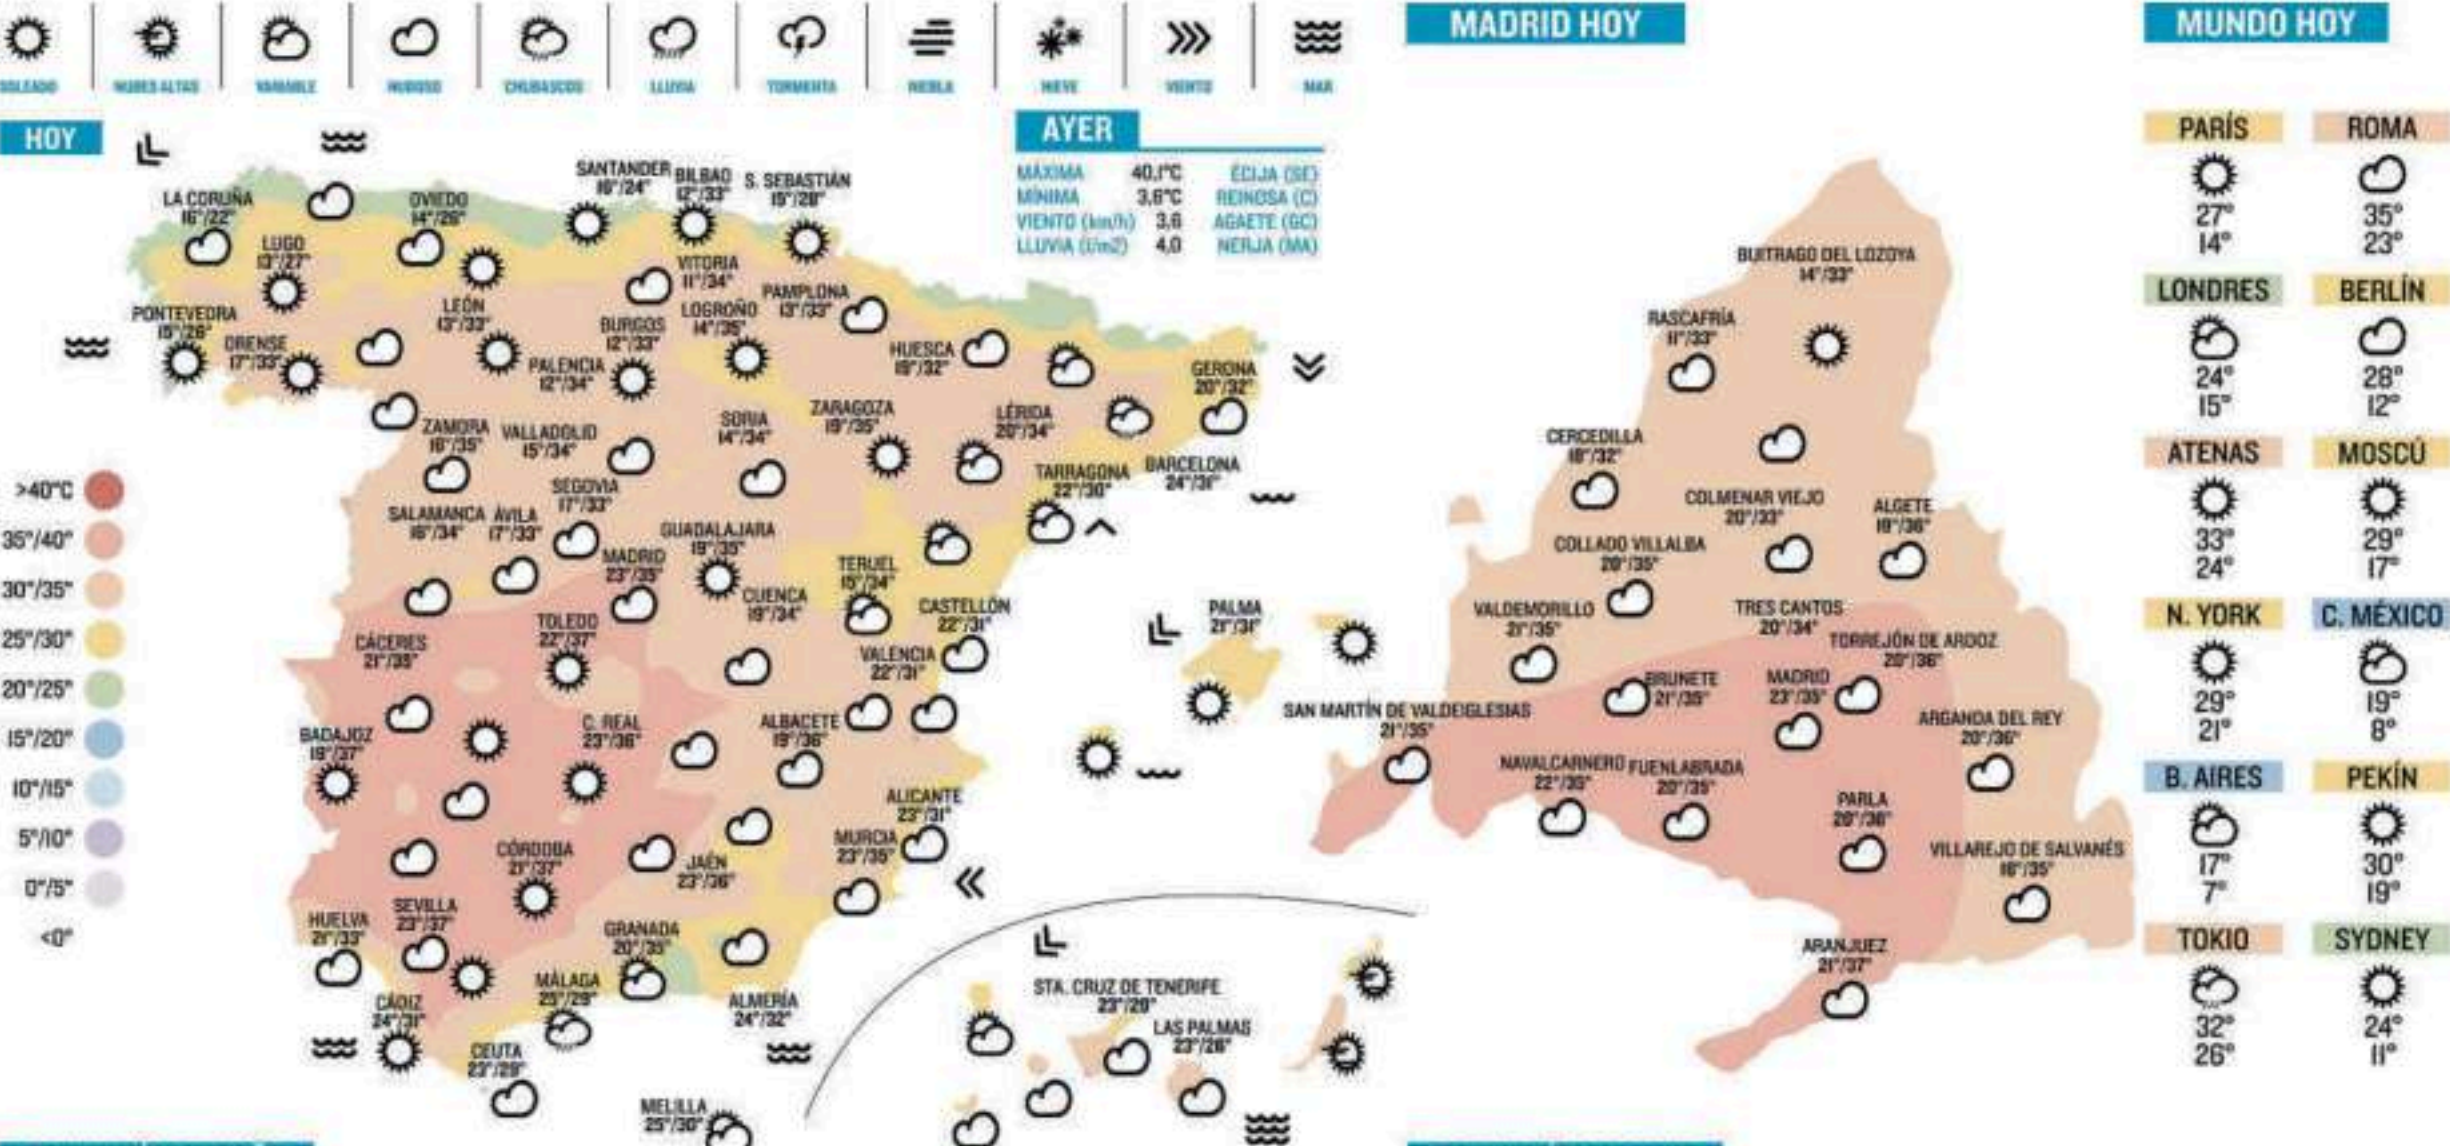 SOLEADO
NUBES ALTAS
VARIABLE
NUBOSO
CHUBASCOS
LLUVIA
TORMENTA
NIEBLA
NIEVE
VIENTO
MAR
HOY
AYER
MÁXIMA 40,1°C ÉCIJA (SE)
MÍNIMA 3,6°C REINOSA (C)
VIENTO (km/h) 3,6 AGAETE (GC)
LLUVIA (l/m2) 4,0 NERJA (MA)
LA CORUÑA
16°/22°
OVIEDO
14°/26°
SANTANDER
16°/24°
BILBAO
12°/33°
S. SEBASTIÁN
15°/28°
LUGO
13°/27°
VITORIA
11°/34°
PAMPLONA
13°/33°
PONTEVEDRA
15°/26°
ORENSE
17°/33°
LEÓN
13°/33°
BURGOS
12°/33°
LOGROÑO
14°/35°
PALENCIA
12°/34°
HUESCA
19°/32°
GERONA
20°/32°
ZAMORA
16°/35°
VALLADOLID
15°/34°
SORIA
14°/34°
ZARAGOZA
19°/35°
LÉRIDA
20°/34°
TARRAGONA
22°/30°
BARCELONA
24°/31°
SEGOVIA
17°/33°
SALAMANCA
16°/34°
ÁVILA
17°/33°
GUADALAJARA
19°/35°
MADRID
23°/35°
TERUEL
15°/34°
CUENCA
19°/34°
CASTELLÓN
22°/31°
PALMA
21°/31°
TOLEDO
22°/37°
CÁCERES
21°/35°
VALENCIA
22°/31°
BADAJOZ
19°/37°
C. REAL
23°/36°
ALBACETE
19°/36°
ALICANTE
23°/31°
MURCIA
23°/35°
CÓRDOBA
21°/37°
JAÉN
23°/36°
HUELVA
21°/33°
SEVILLA
23°/37°
GRANADA
20°/35°
MÁLAGA
25°/29°
ALMERÍA
24°/32°
CÁDIZ
24°/31°
CEUTA
23°/29°
MELILLA
25°/30°
STA. CRUZ DE TENERIFE
23°/29°
LAS PALMAS
23°/26°
>40°C
35°/40°
30°/35°
25°/30°
20°/25°
15°/20°
10°/15°
5°/10°
0°/5°
<0°
MADRID HOY
BUITRAGO DEL LOZOYA
14°/33°
RASCAFRÍA
11°/33°
CERCEDILLA
18°/32°
COLMENAR VIEJO
20°/33°
ALGETE
19°/36°
COLLADO VILLALBA
20°/35°
VALDEMORILLO
21°/35°
TRES CANTOS
20°/34°
TORREJÓN DE ARDOZ
20°/36°
BRUNETE
21°/35°
MADRID
23°/35°
SAN MARTÍN DE VALDEIGLESIAS
21°/35°
ARGANDA DEL REY
20°/36°
NAVALCARNERO
22°/35°
FUENLABRADA
20°/35°
PARLA
20°/36°
VILLAREJO DE SALVANÉS
18°/35°
ARANJUEZ
21°/37°
MUNDO HOY
PARÍS
27°
14°
ROMA
35°
23°
LONDRES
24°
15°
BERLÍN
28°
12°
ATENAS
33°
24°
MOSCÚ
29°
17°
N. YORK
29°
21°
C. MÉXICO
19°
8°
B. AIRES
17°
7°
PEKÍN
30°
19°
TOKIO
32°
26°
SYDNEY
24°
11°